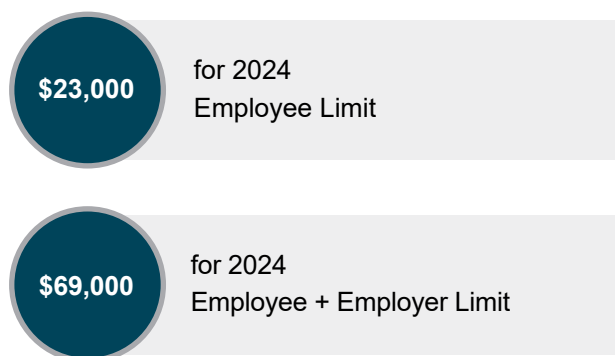 $23,000
for 2024
Employee Limit
$69,000
for 2024
Employee + Employer Limit